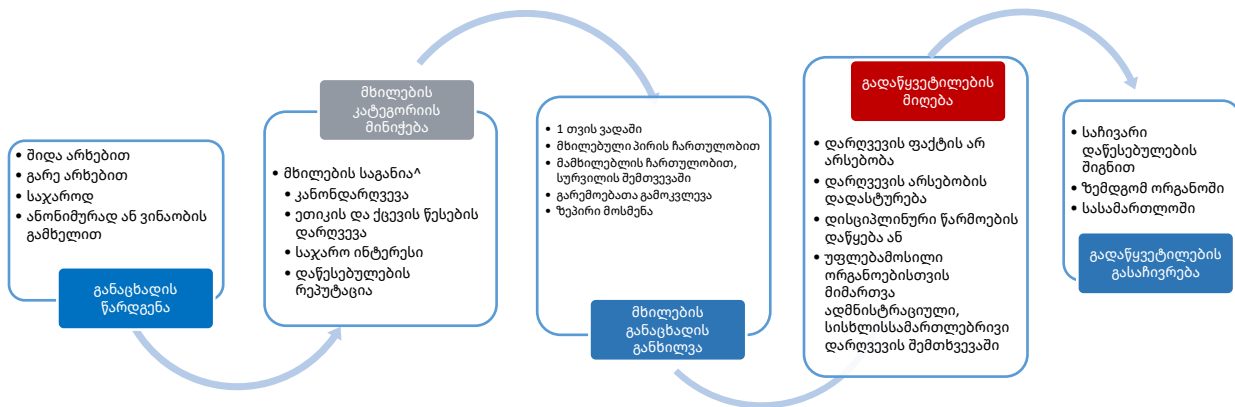 • შიდა არხებით
• გარე არხებით
• საჯაროდ
• ანონიმურად ან ვინაობის
გამხელით
განაცხადის
წარდგენა
მხილების
კატეგორიის
მინიჭება
• მხილების საგანია^
• კანონდარღვევა
• ეთიკის და ქცევის წესების
დარღვევა
• საჯარო ინტერესი
• დაწესებულების
რეპუტაცია
• 1 თვის ვადაში
• მხილებული პირის ჩართულობით
• მამხილებლის ჩართულობით,
სურვილის შემთვევაში
• გარემოებათა გამოკვლევა
• ზეპირი მოსმენა
მხილების
განაცხადის
განხილვა
გადაწყვეტილების
მიღება
• დარღვევის ფაქტის არ
არსებობა
• დარღვევის არსებობის
დადასტურება
• დისციპლინური წარმოების
დაწყება ან
• უფლებამოსილი
ორგანოებისთვის
მიმართვა
ადმნისტრაციული,
სისხლისსამართლებრივი
დარღვევის შემთხვევაში
• საჩივარი
დაწესებულების
შიგნით
• ზემდგომ ორგანოში
• სასამართლოში
გადაწყვეტილების
გასაჩივრება